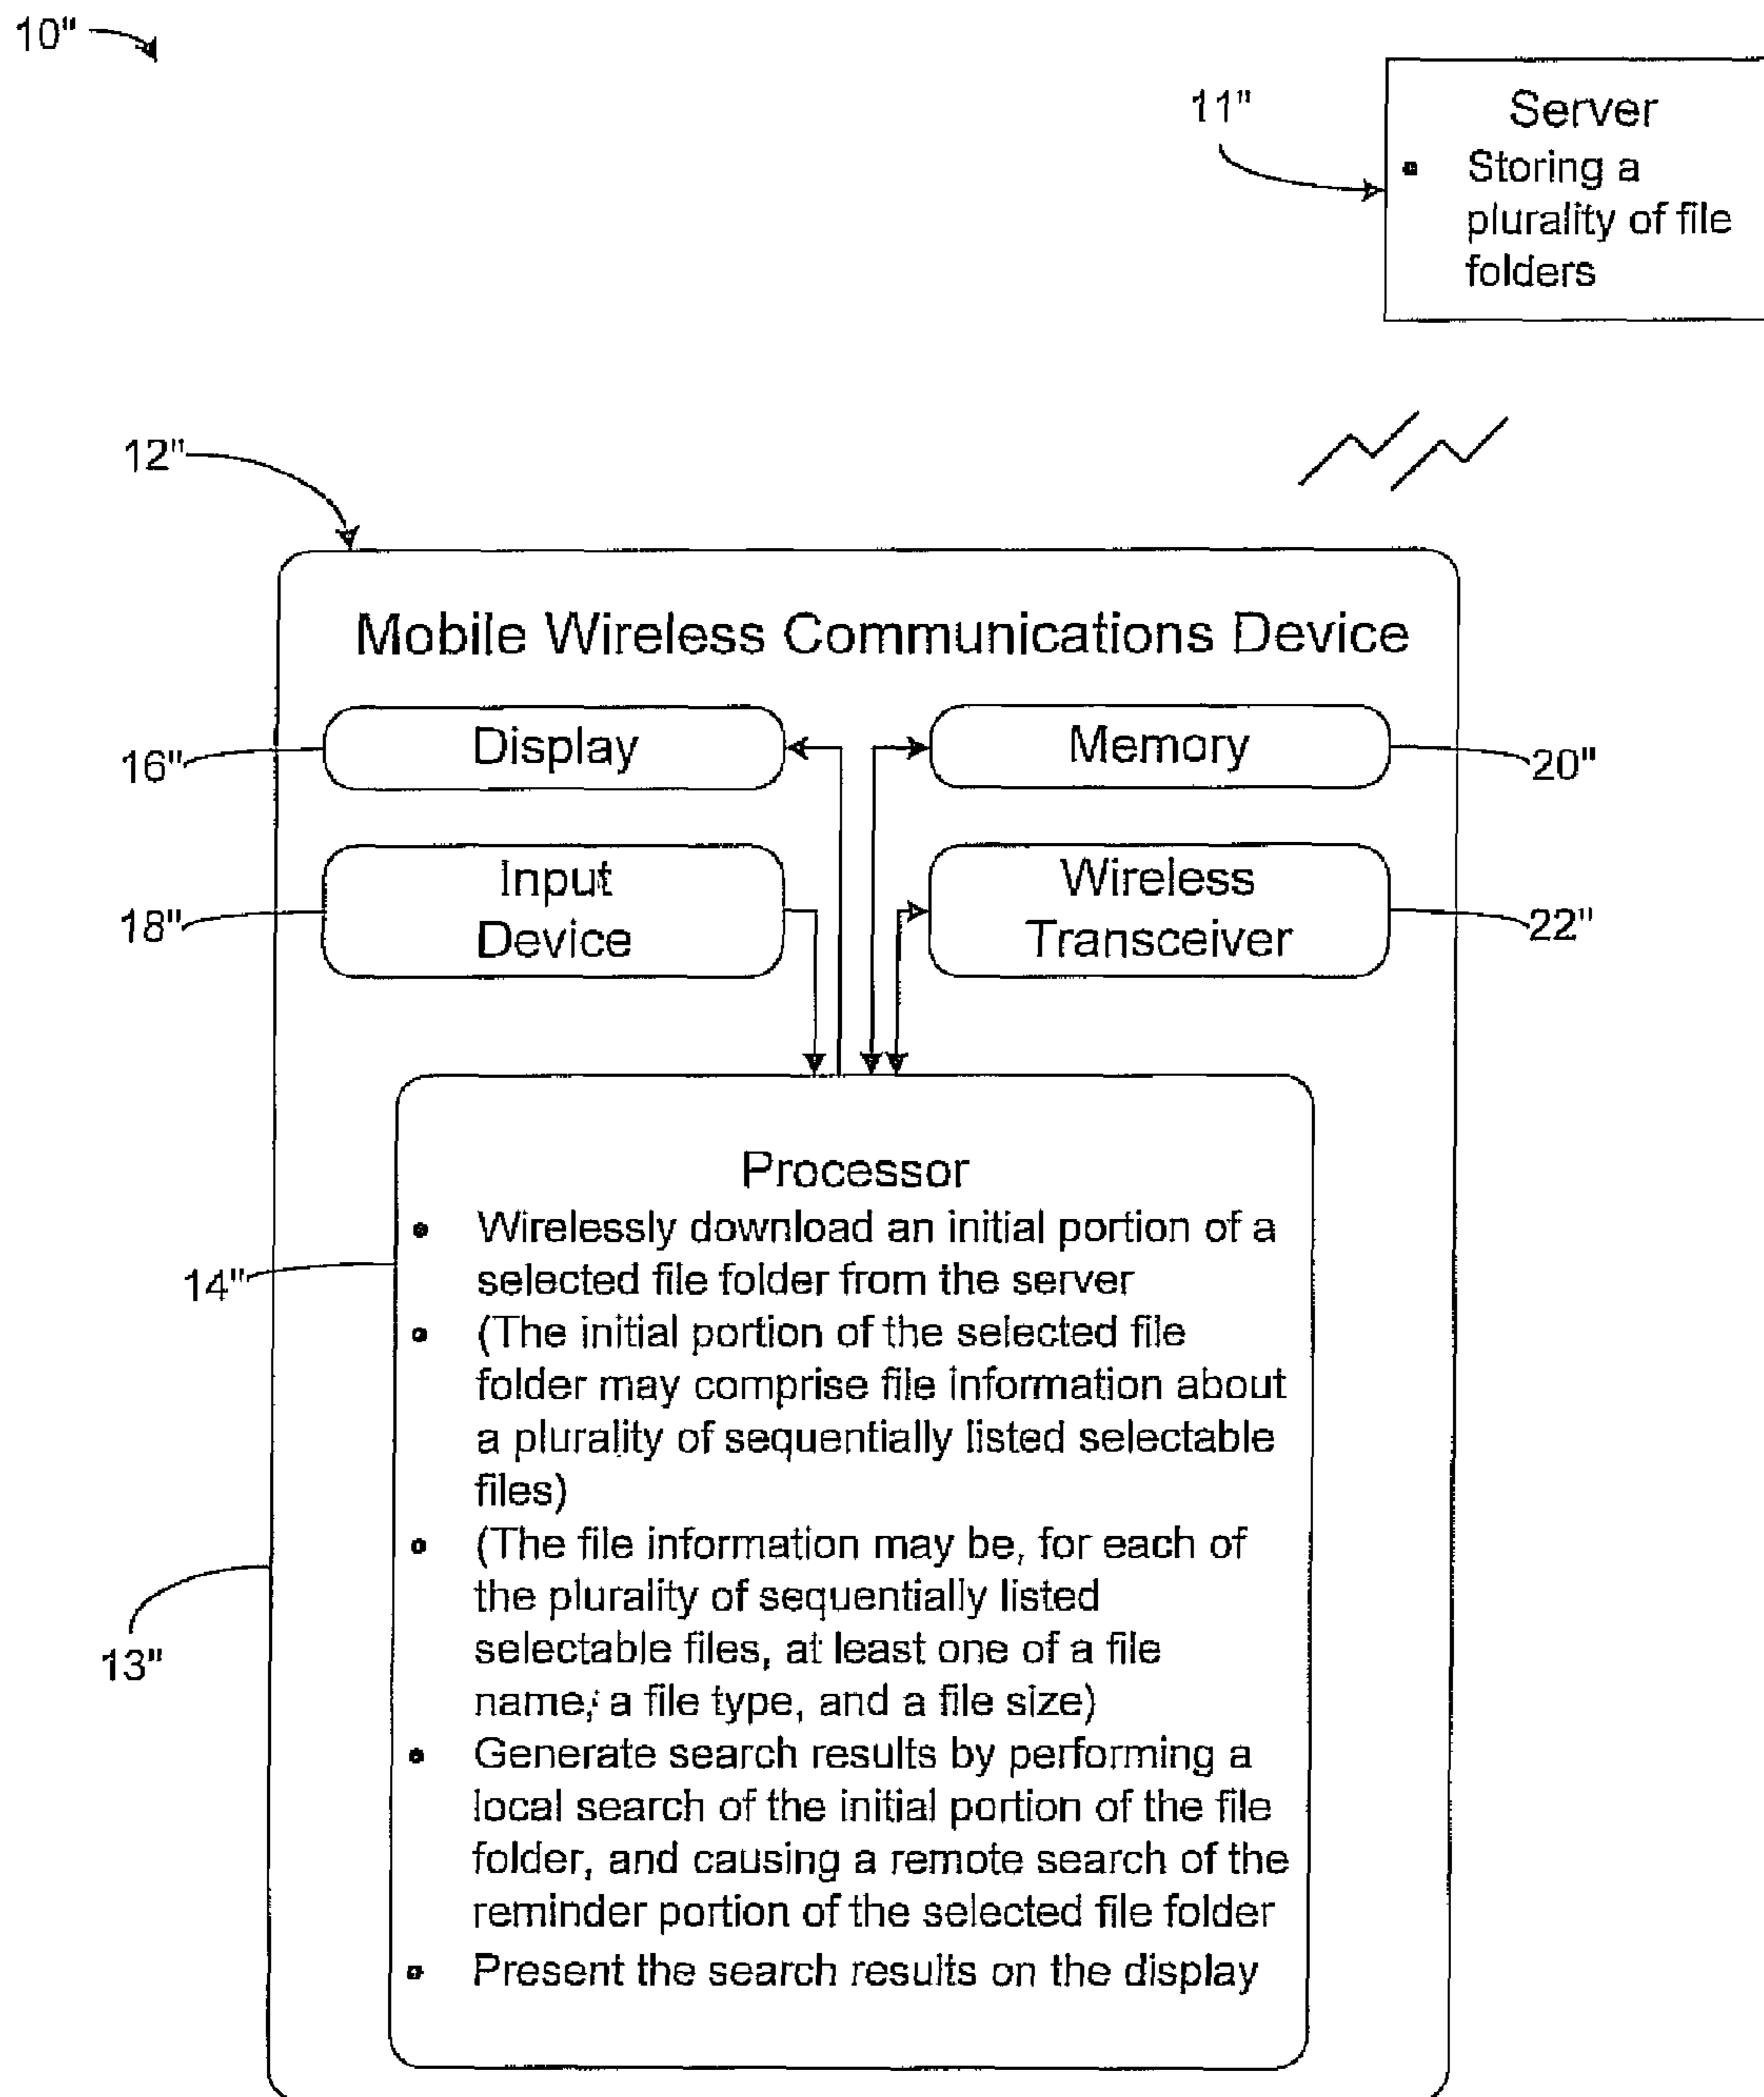 10"
11"
Server
• Storing a
plurality of file
folders
12"
Mobile Wireless Communications Device
Display
Memory
16"
20"
Input
Device
Wireless
Transceiver
18"
22"
Processor
• Wirelessly download an initial portion of a
selected file folder from the server
14"
• (The initial portion of the selected file
folder may comprise file information about
a plurality of sequentially listed selectable
files)
• (The file information may be, for each of
the plurality of sequentially listed
selectable files, at least one of a file
name, a file type, and a file size)
13"
• Generate search results by performing a
local search of the initial portion of the file
folder, and causing a remote search of the
reminder portion of the selected file folder
• Present the search results on the display